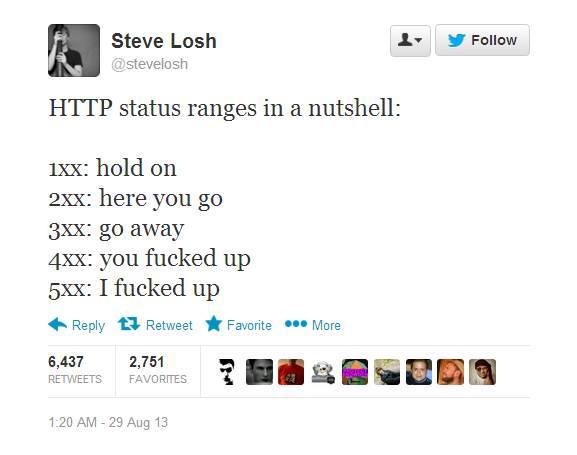 Steve Losh
@stevelosh
Follow
HTTP status ranges in a nutshell:
1xx: hold on
2xx: here you go
3xx: go away
4xx: you fucked up
5xx: I fucked up
Reply Retweet Favorite More
6,437 2,751
RETWEETS FAVORITES
1:20 AM - 29 Aug 13